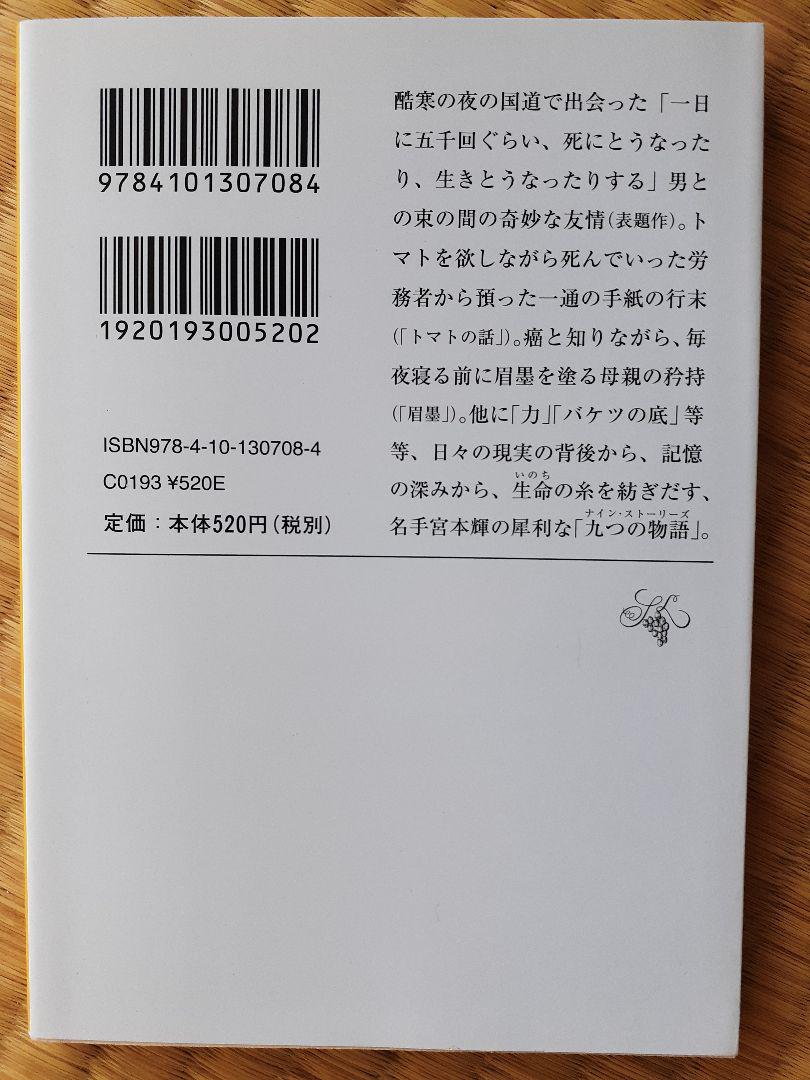 9784101307084
1920193005202
ISBN978-4-10-130708-4
C0193 ¥520E
定価：本体520円（税別）
酷寒の夜の国道で出会った「一日
に五千回ぐらい、死にとうなった
り、生きとうなったりする」男と
の束の間の奇妙な友情（表題作）。ト
マトを欲しながら死んでいった労
務者から預った一通の手紙の行末
（「トマトの話」）。癌と知りながら、毎
夜寝る前に眉墨を塗る母親の矜持
（「眉墨」）。他に「力」「バケツの底」等
等、日々の現実の背後から、記憶
いのち
の深みから、生命の糸を紡ぎだす、
ナイン・ストーリーズ
名手宮本輝の犀利な「九つの物語」。